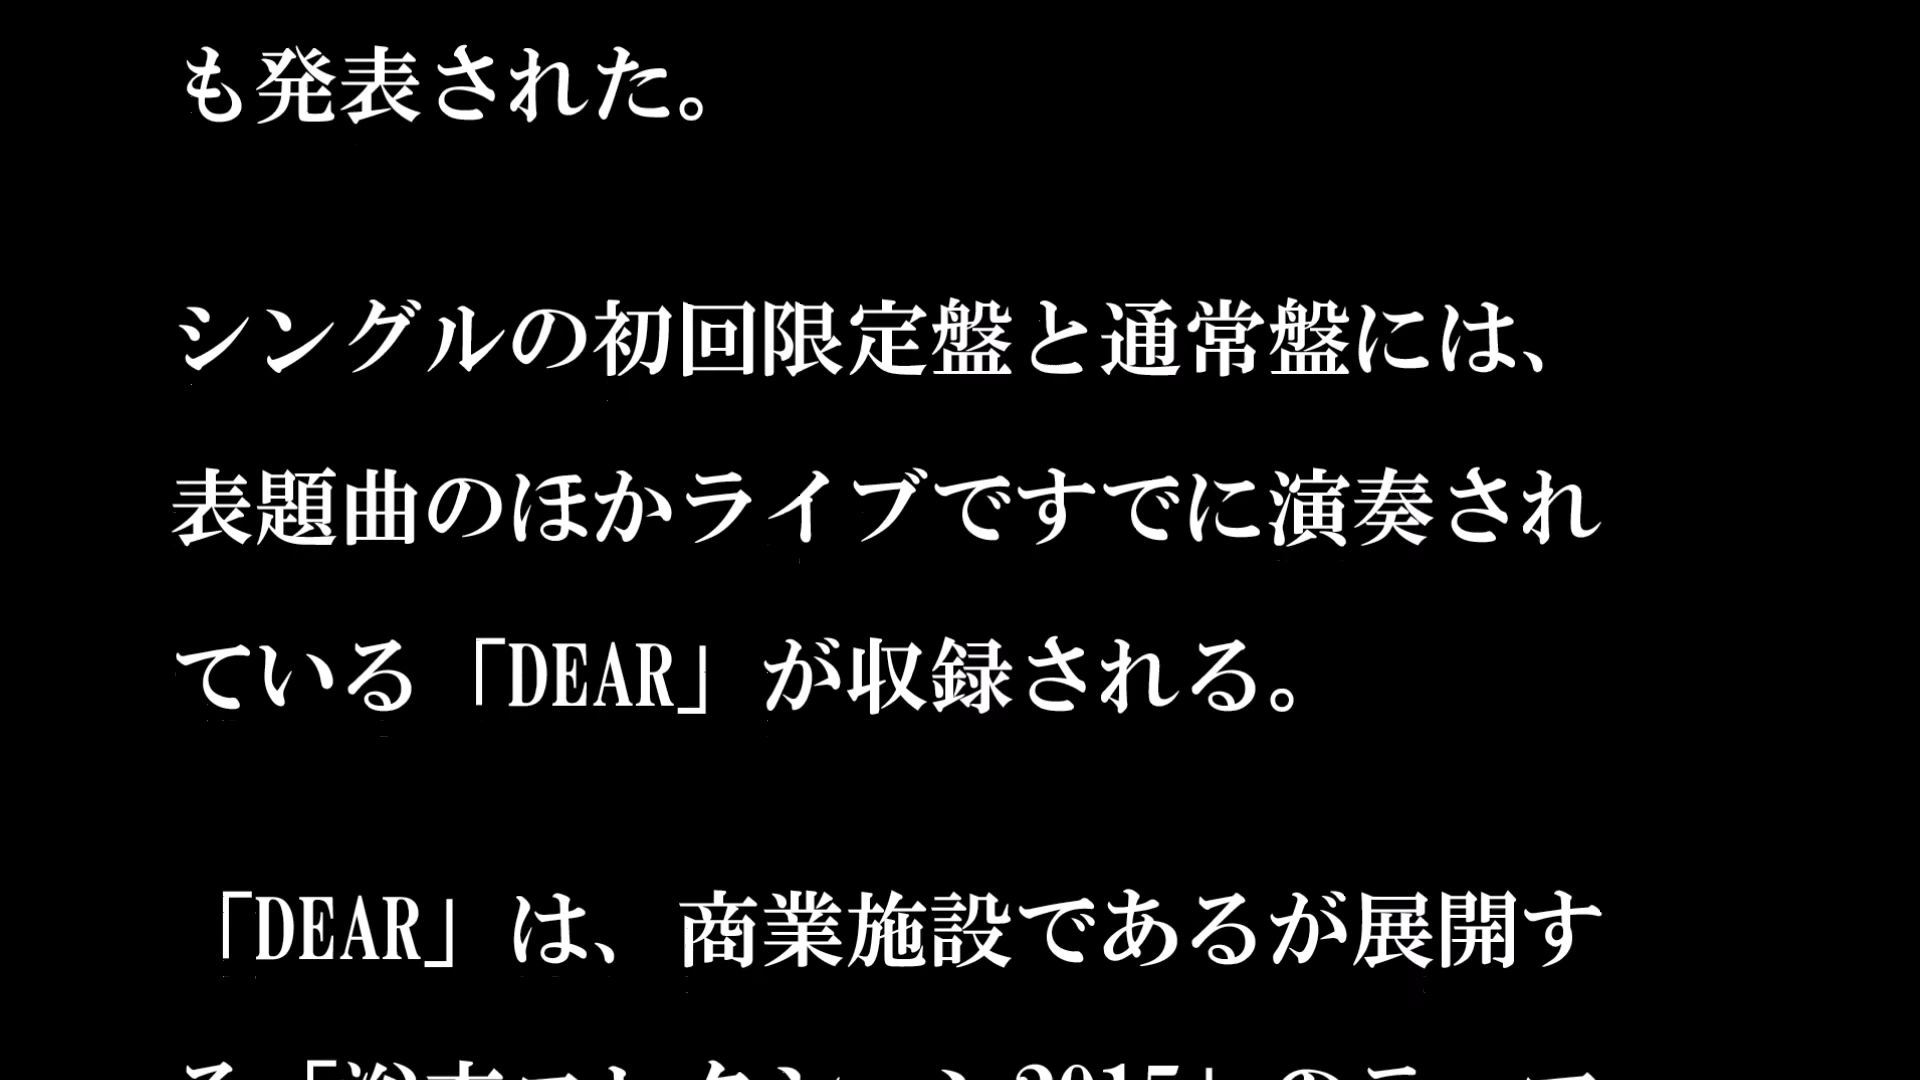 も発表された。
シングルの初回限定盤と通常盤には、
表題曲のほかライブですでに演奏され
ている「DEAR」が収録される。
「DEAR」は、商業施設であるが展開す